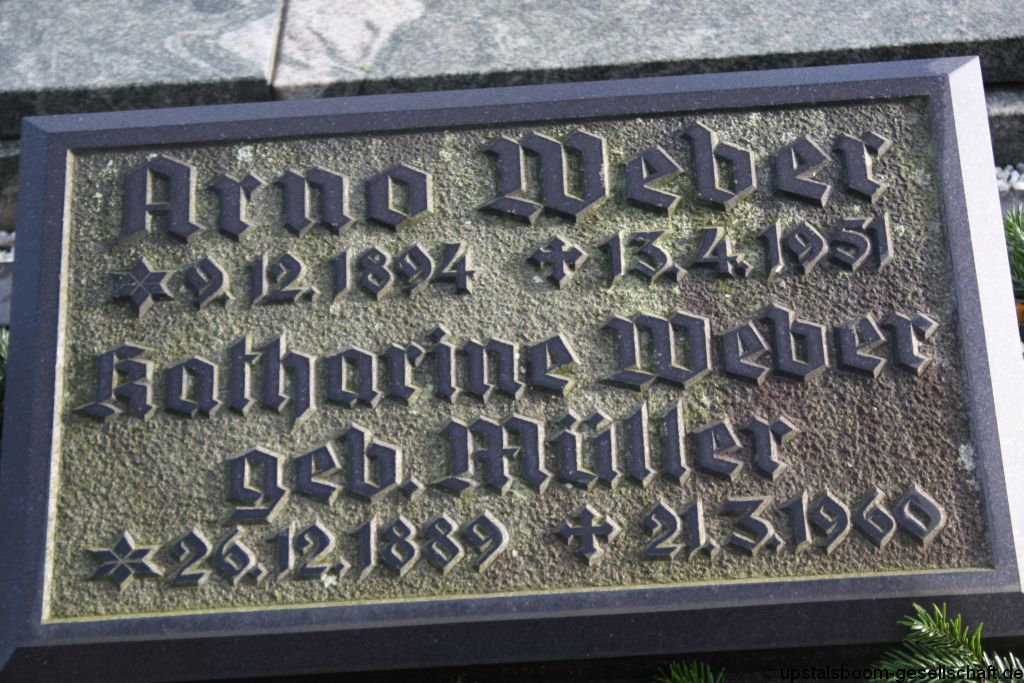 Arno Weber
* 9.12.1894 ✝ 13.4.1951
Katharine Weber
geb. Müller
* 26.12.1889 ✝ 21.3.1960
© upstalsboom-gesellschaft.de